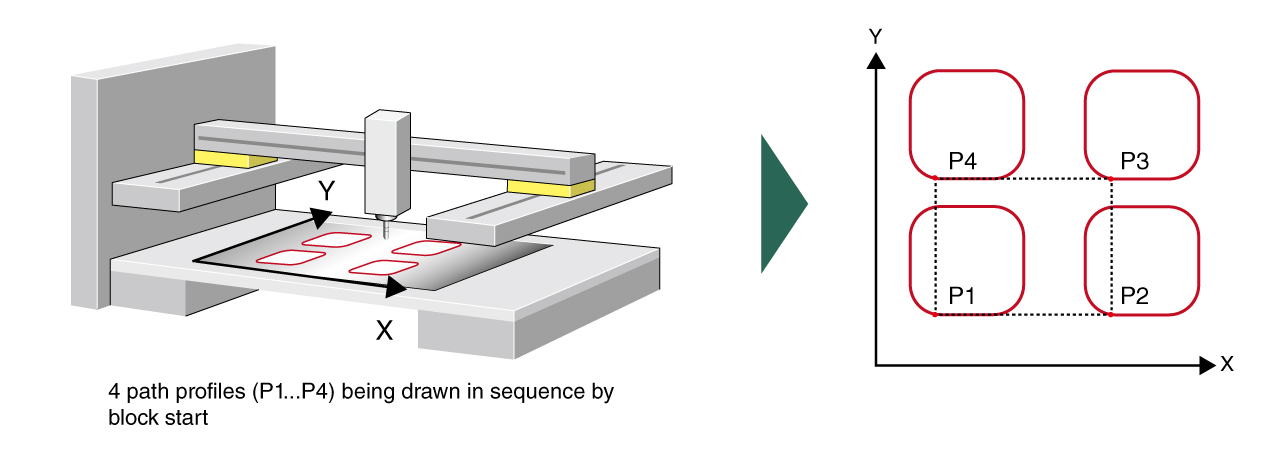 Y
X
4 path profiles (P1...P4) being drawn in sequence by
block start
Y
P4 P3
P1 P2
X